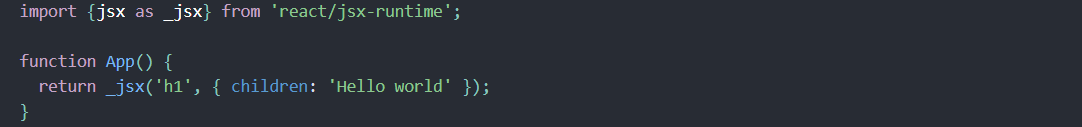 import {jsx as _jsx} from 'react/jsx-runtime';
function App() {
  return _jsx('h1', { children: 'Hello world' });
}